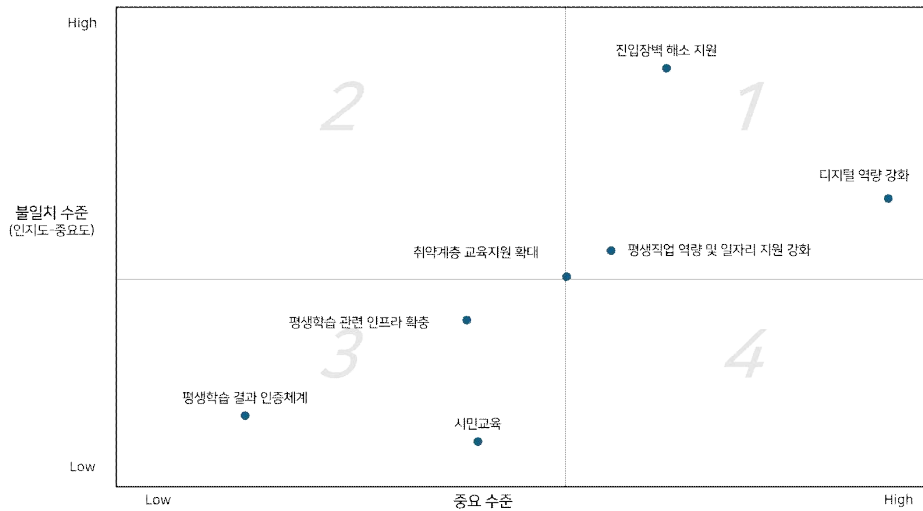 High
진입장벽 해소 지원
2
1
디지털 역량 강화
불일치 수준
(인지도-중요도)
취약계층 교육지원 확대
평생직업 역량 및 일자리 지원 강화
평생학습 관련 인프라 확충
3
4
평생학습 결과 인증체계
시민교육
Low
Low
중요 수준
High